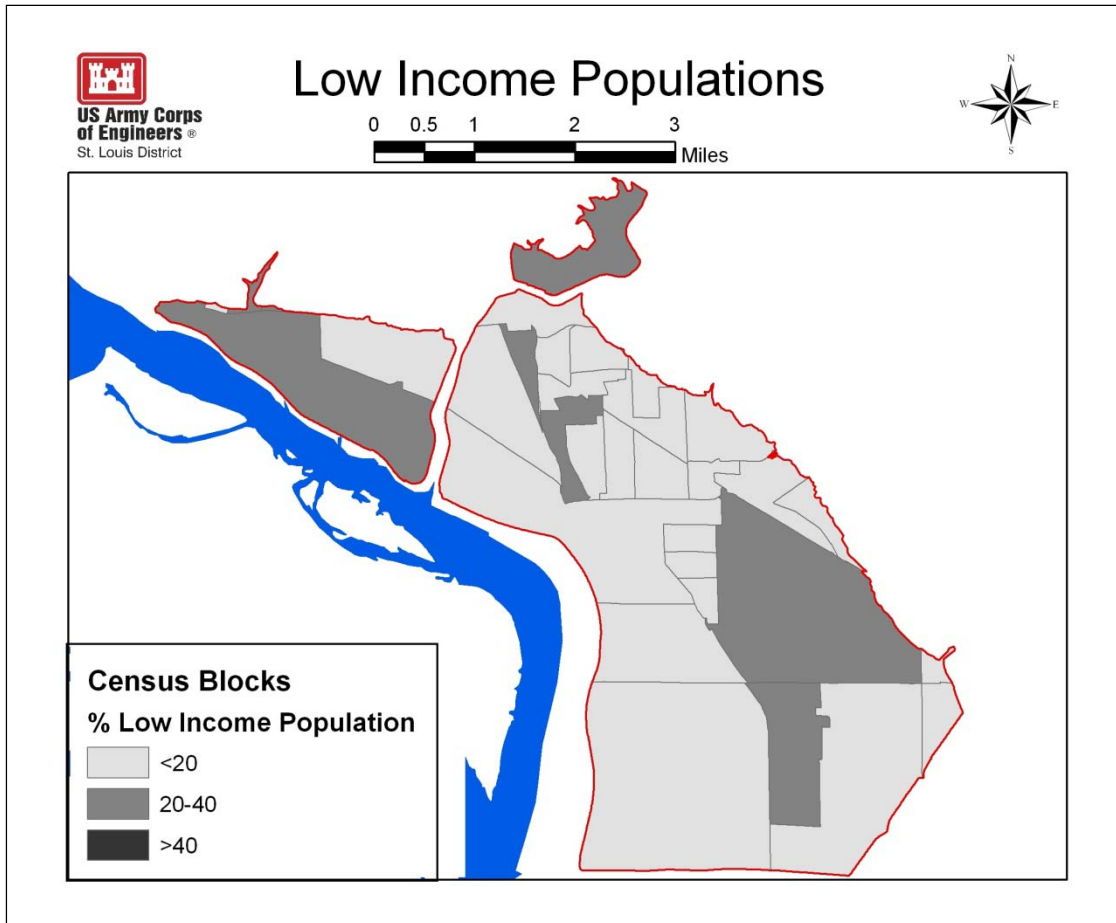 Low Income Populations
US Army Corps
of Engineers ®
St. Louis District
0 0.5 1 2 3
Miles
N
W E
S
Census Blocks
% Low Income Population
<20
20-40
>40